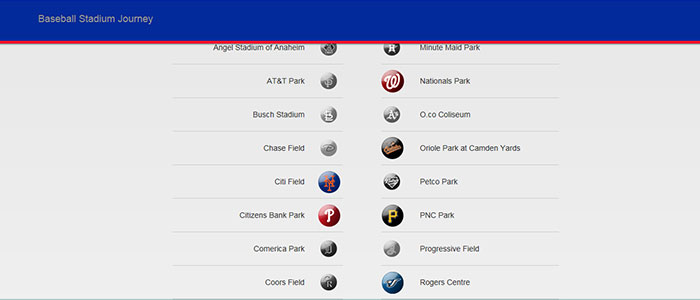 Baseball Stadium Journey
Angel Stadium of Anaheim
Minute Maid Park
AT&T Park
Nationals Park
W
Busch Stadium
O.co Coliseum
A's
Chase Field
Oriole Park at Camden Yards
Citi Field
Petco Park
Citizens Bank Park
P
PNC Park
P
Comerica Park
Progressive Field
Coors Field
Rogers Centre